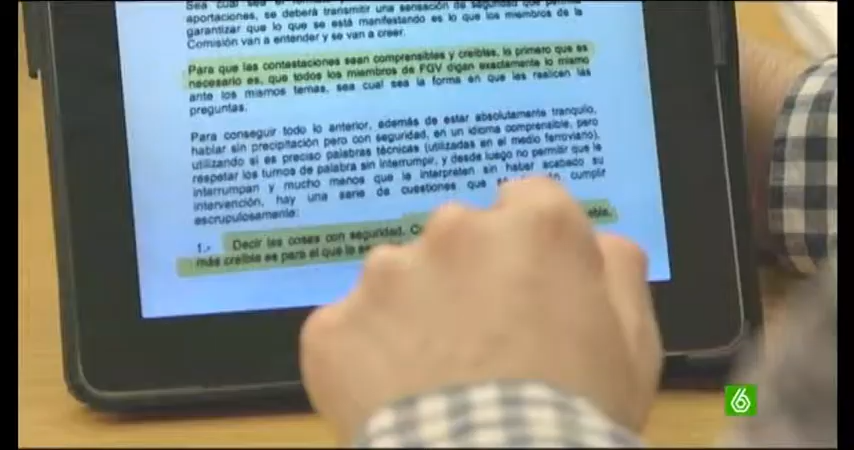 Sea cual sea el
aportaciones, se deberá transmitir una sensación de seguridad que
garantizar que lo que se está manifestando es lo que los miembros de la
Comisión van a entender y se van a creer.
Para que las contestaciones sean comprensibles y creíbles, lo primero que es
necesario es, que todos los miembros de FGV digan exactamente lo mismo
ante los mismos temas, sea cual sea la forma en que les realicen las
preguntas.
Para conseguir todo lo anterior, además de estar absolutamente tranquilo,
hablar sin precipitación pero con seguridad, en un idioma comprensible, pero
utilizando si es preciso palabras técnicas (utilizadas en el medio ferroviario),
respetar los turnos de palabra sin interrumpir, y desde luego no permitir que le
interrumpan y mucho menos que le interpreten sin haber acabado su
intervención, hay una serie de cuestiones que cumplir
escrupulosamente:
1.- Decir las cosas con seguridad.
más creíble es para el que la
6